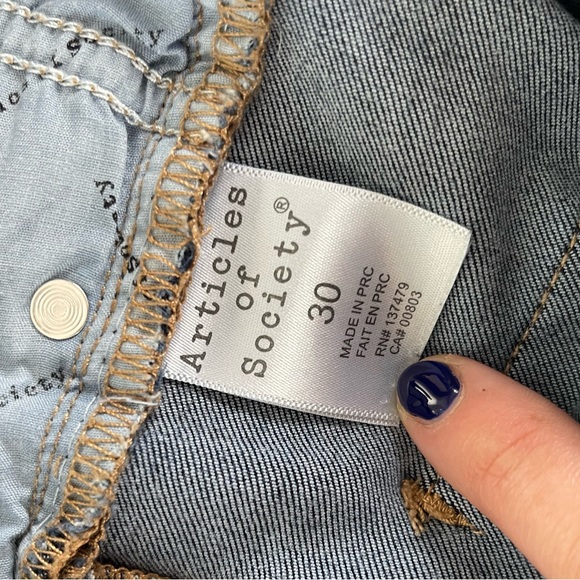 Articles
of
Society®
30
MADE IN PRC
FAIT EN PRC
RN# 137479
CA# 00803